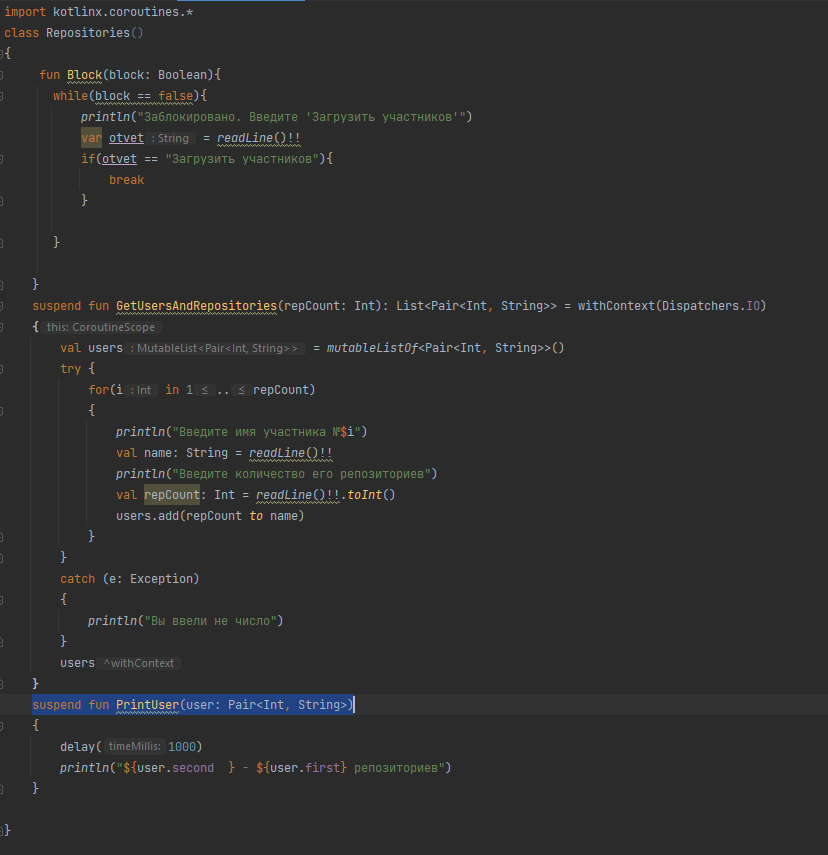 import kotlinx.coroutines.*
class Repositories()
{
fun Block(block: Boolean){
while(block == false){
println("Заблокировано. Введите 'Загрузить участников'")
var otvet : String = readLine()!!
if(otvet == "Загрузить участников"){
break
}
}
}
suspend fun GetUsersAndRepositories(repCount: Int): List<Pair<Int, String>> = withContext(Dispatchers.IO)
{ this: CoroutineScope
val users : MutableList<Pair<Int, String>> = mutableListOf<Pair<Int, String>>()
try {
for(i : Int in 1 ≤ .. ≤ repCount)
{
println("Введите имя участника №$i")
val name: String = readLine()!!
println("Введите количество его репозиториев")
val repCount: Int = readLine()!!.toInt()
users.add(repCount to name)
}
}
catch (e: Exception)
{
println("Вы ввели не число")
}
users ^withContext
}
suspend fun PrintUser(user: Pair<Int, String>)
{
delay( timeMillis: 1000)
println("${user.second  } - ${user.first} репозиториев")
}
}